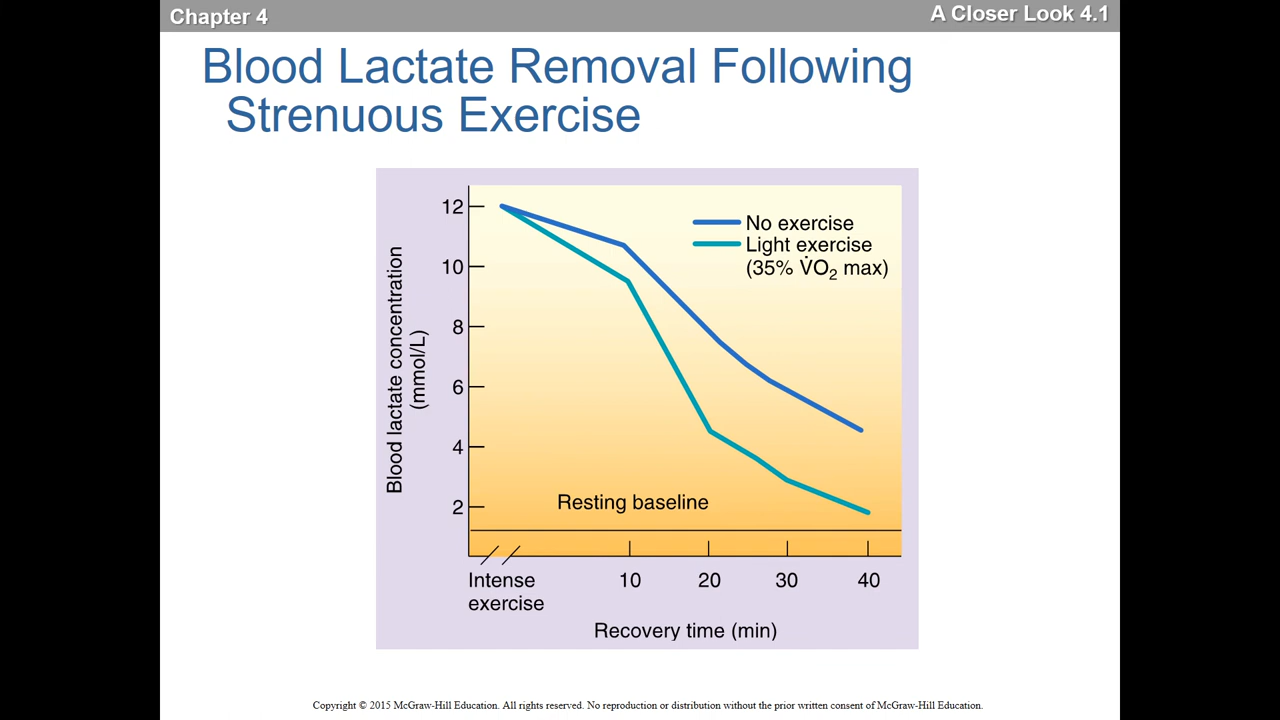 Chapter 4
A Closer Look 4.1
Blood Lactate Removal Following
Strenuous Exercise
Blood lactate concentration
(mmol/L)
12
10
8
6
4
2
No exercise
Light exercise
(35% V̇O₂ max)
Resting baseline
Intense
exercise
10 20 30 40
Recovery time (min)
Copyright © 2015 McGraw-Hill Education. All rights reserved. No reproduction or distribution without the prior written consent of McGraw-Hill Education.